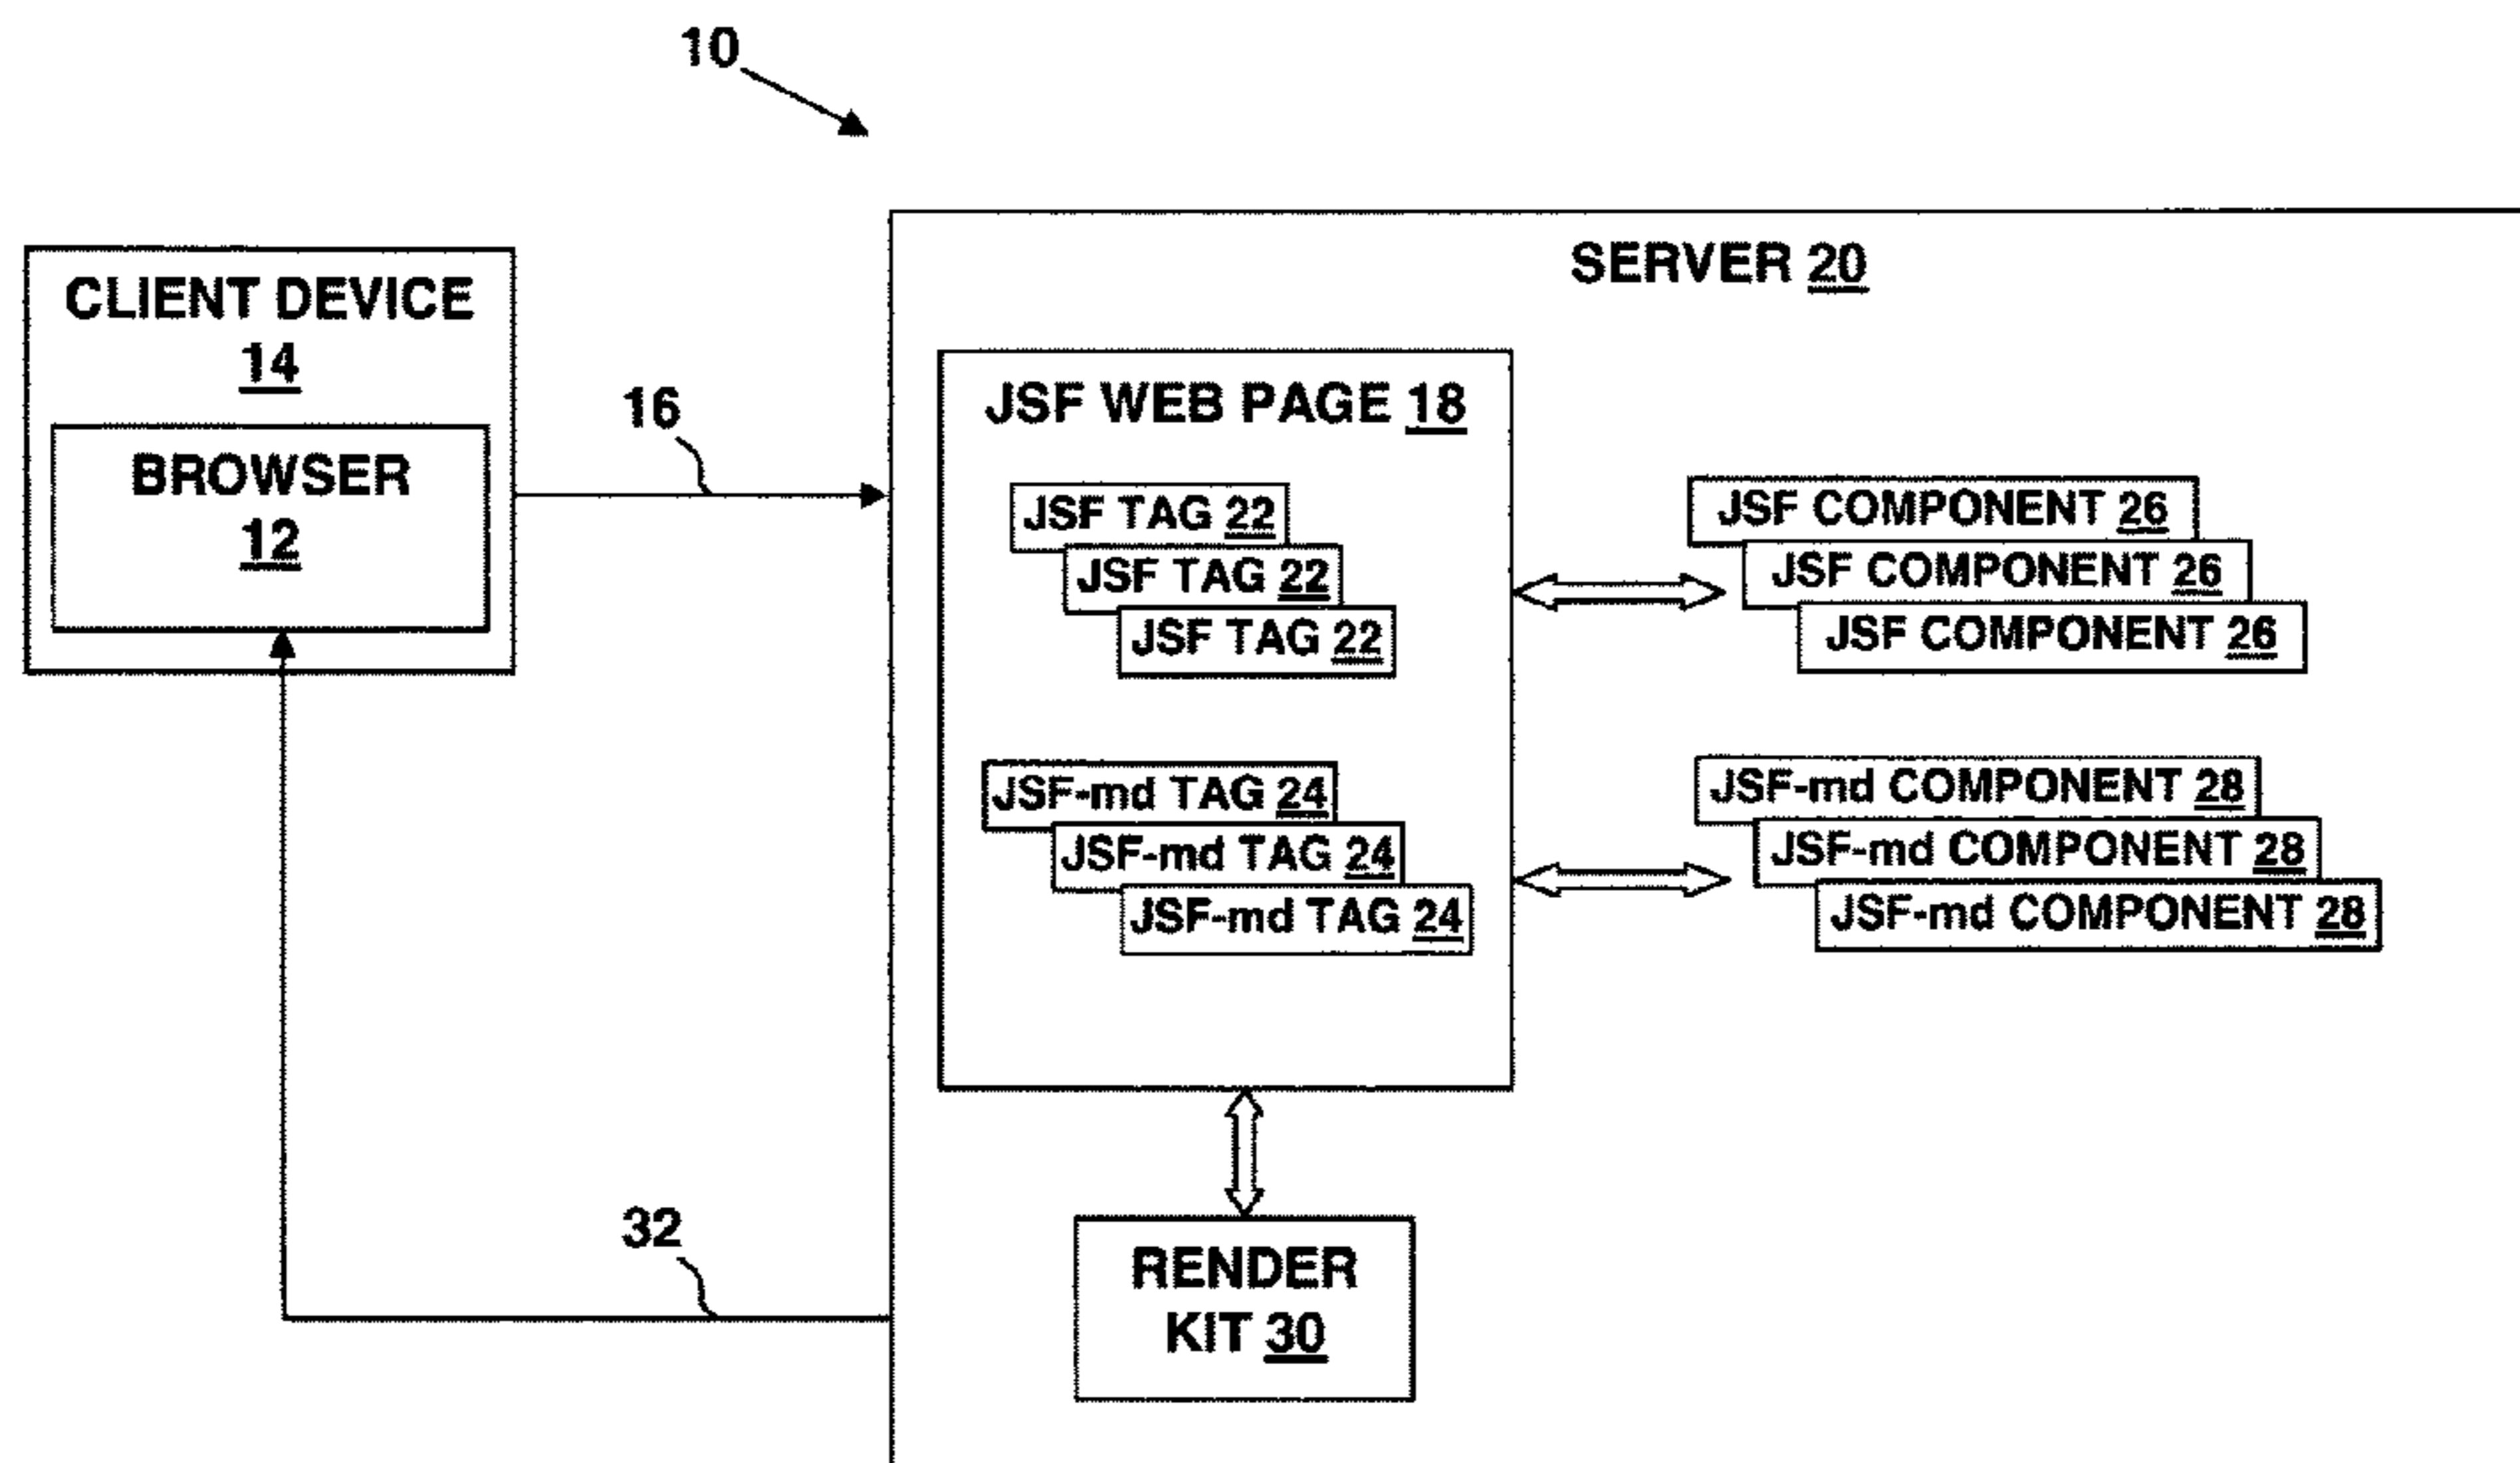 10
SERVER 20
CLIENT DEVICE
14
BROWSER
12
16
JSF WEB PAGE 18
JSF TAG 22
JSF TAG 22
JSF TAG 22
JSF-md TAG 24
JSF-md TAG 24
JSF-md TAG 24
JSF COMPONENT 26
JSF COMPONENT 26
JSF COMPONENT 26
JSF-md COMPONENT 28
JSF-md COMPONENT 28
JSF-md COMPONENT 28
32
RENDER
KIT 30